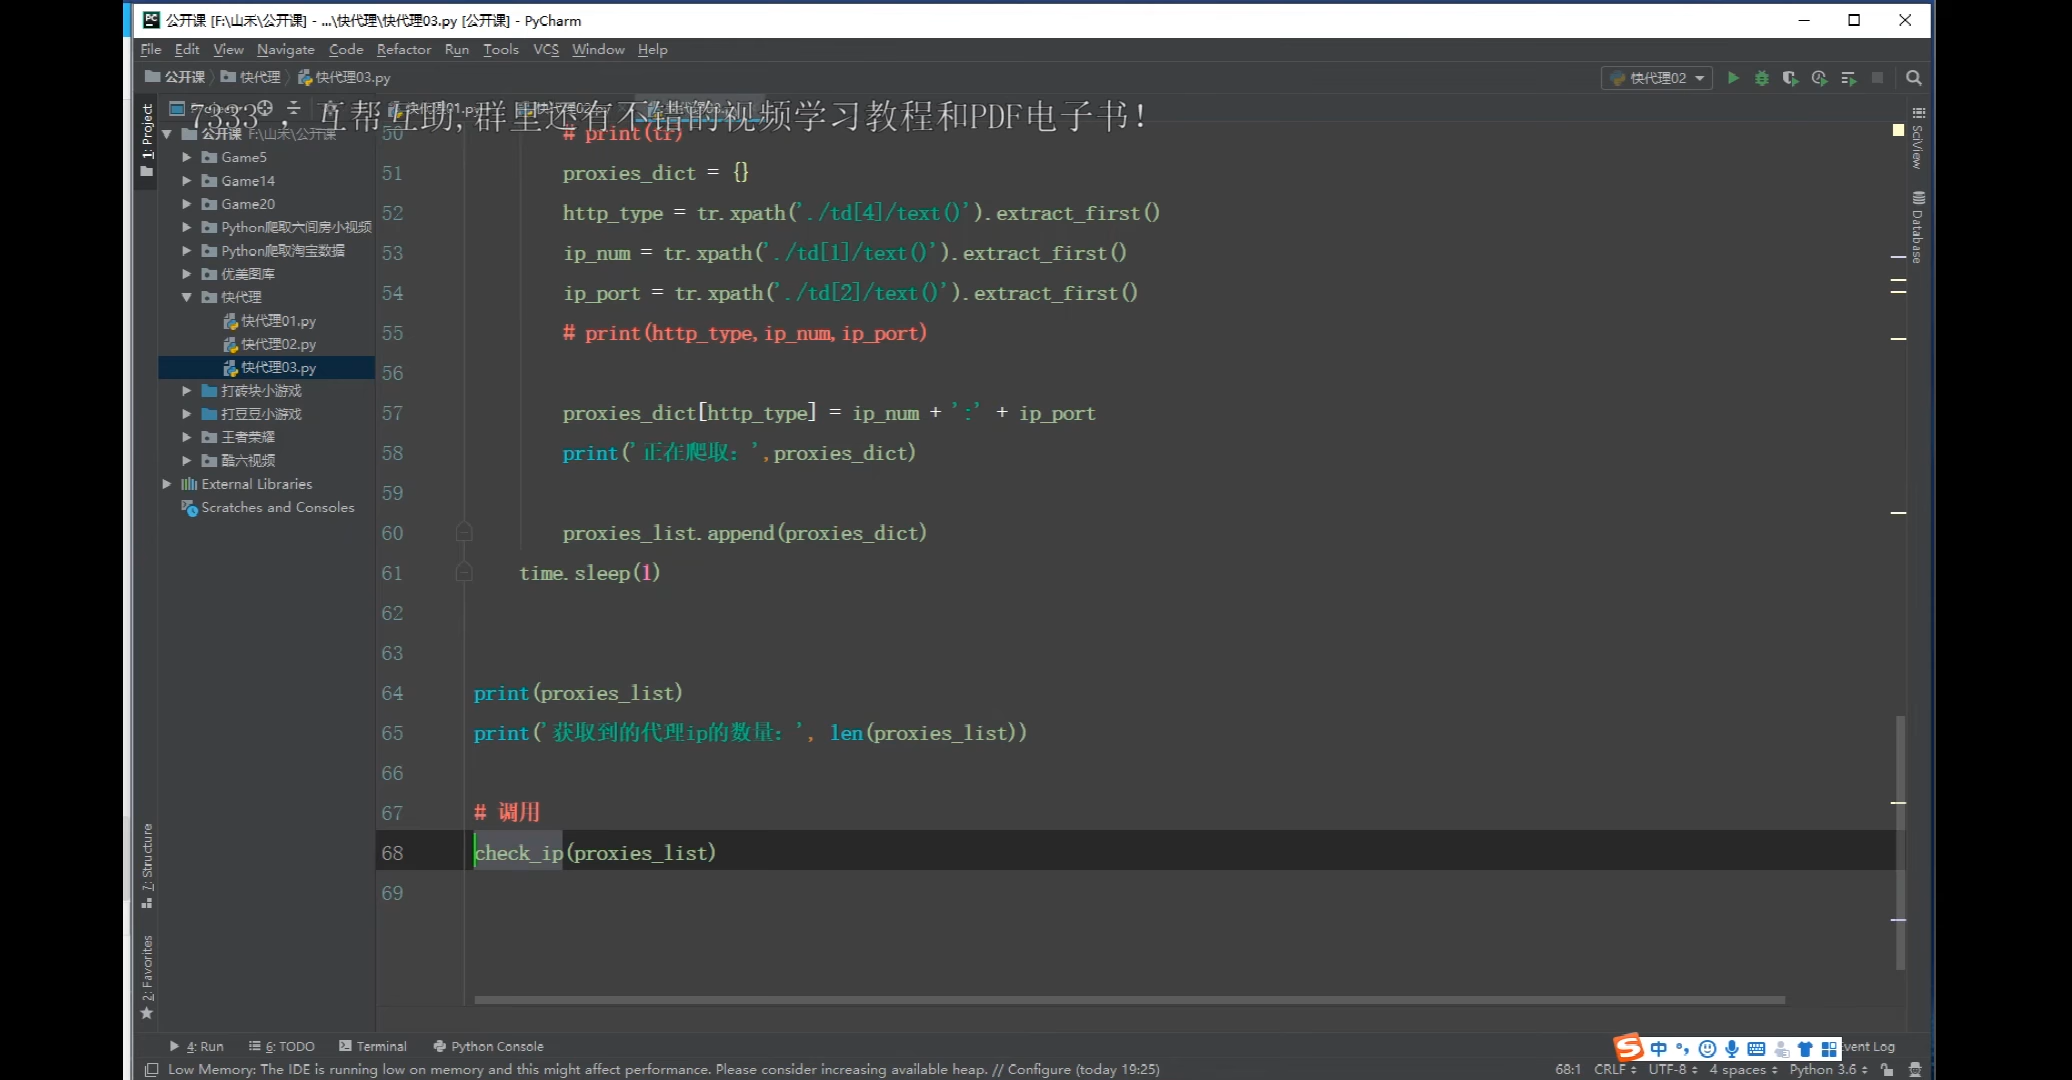 公开课 [F:\山禾\公开课] - ...\快代理\快代理03.py [公开课] - PyCharm
File Edit View Navigate Code Refactor Run Tools VCS Window Help
公开课 快代理 快代理03.py
快代理02
7333，互帮互助,群里还有不错的视频学习教程和PDF电子书!
1: Project
公开课 F:\山禾\公开课
Game5
Game14
Game20
Python爬取六间房小视频
Python爬取淘宝数据
优美图库
快代理
快代理01.py
快代理02.py
快代理03.py
打砖块小游戏
打豆豆小游戏
王者荣耀
酷六视频
External Libraries
Scratches and Consoles
7: Structure
2: Favorites
50 # print(tr)
51 proxies_dict = {}
52 http_type = tr.xpath('./td[4]/text()').extract_first()
53 ip_num = tr.xpath('./td[1]/text()').extract_first()
54 ip_port = tr.xpath('./td[2]/text()').extract_first()
55 # print(http_type,ip_num,ip_port)
56
57 proxies_dict[http_type] = ip_num + ':' + ip_port
58 print('正在爬取：',proxies_dict)
59
60 proxies_list.append(proxies_dict)
61 time.sleep(1)
62
63
64 print(proxies_list)
65 print('获取到的代理ip的数量：', len(proxies_list))
66
67 # 调用
68 check_ip(proxies_list)
69
SciView
Database
4: Run 6: TODO Terminal Python Console
中
Event Log
Low Memory: The IDE is running low on memory and this might affect performance. Please consider increasing available heap. // Configure (today 19:25)
68:1 CRLF UTF-8 4 spaces Python 3.6